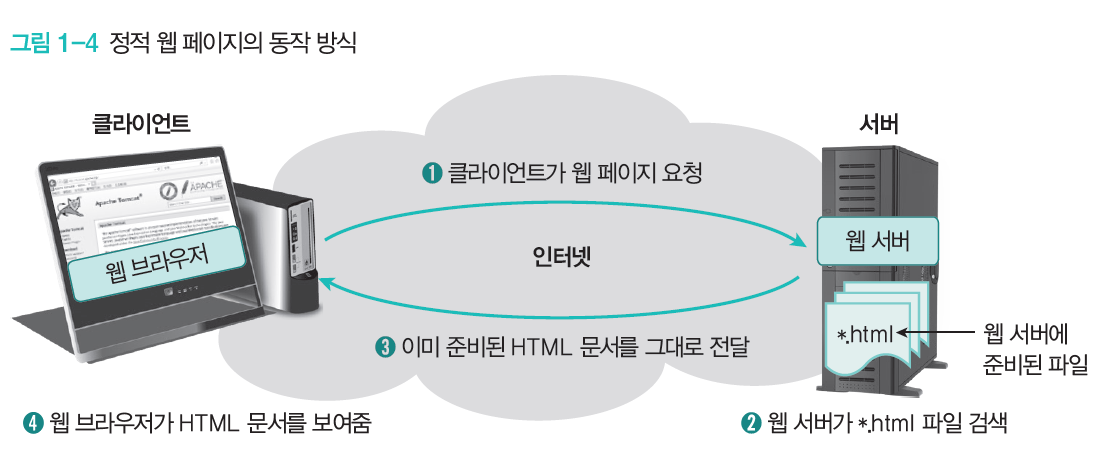 그림 1-4 정적 웹 페이지의 동작 방식
클라이언트
서버
❶ 클라이언트가 웹 페이지 요청
Apache Tomcat
APACHE
웹 브라우저
인터넷
웹 서버
❸ 이미 준비된 HTML 문서를 그대로 전달
*.html
웹 서버에
준비된 파일
❹ 웹 브라우저가 HTML 문서를 보여줌
❷ 웹 서버가 *.html 파일 검색